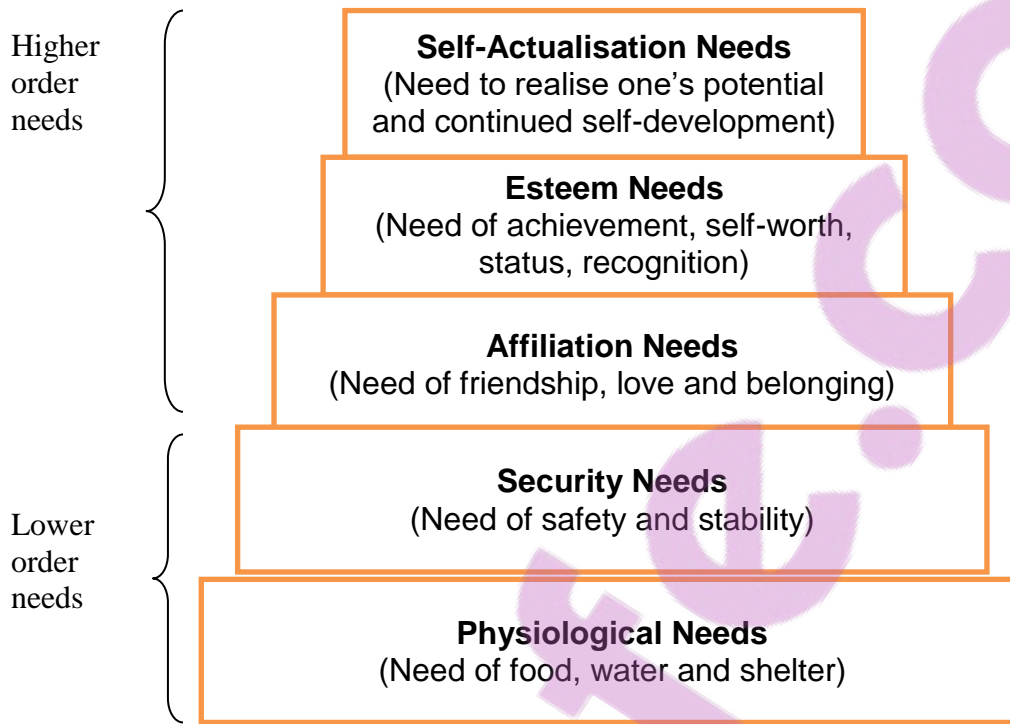 Higher
order
needs
Self-Actualisation Needs
(Need to realise one's potential
and continued self-development)
Esteem Needs
(Need of achievement, self-worth,
status, recognition)
Affiliation Needs
(Need of friendship, love and belonging)
Lower
order
needs
Security Needs
(Need of safety and stability)
Physiological Needs
(Need of food, water and shelter)
fe.co